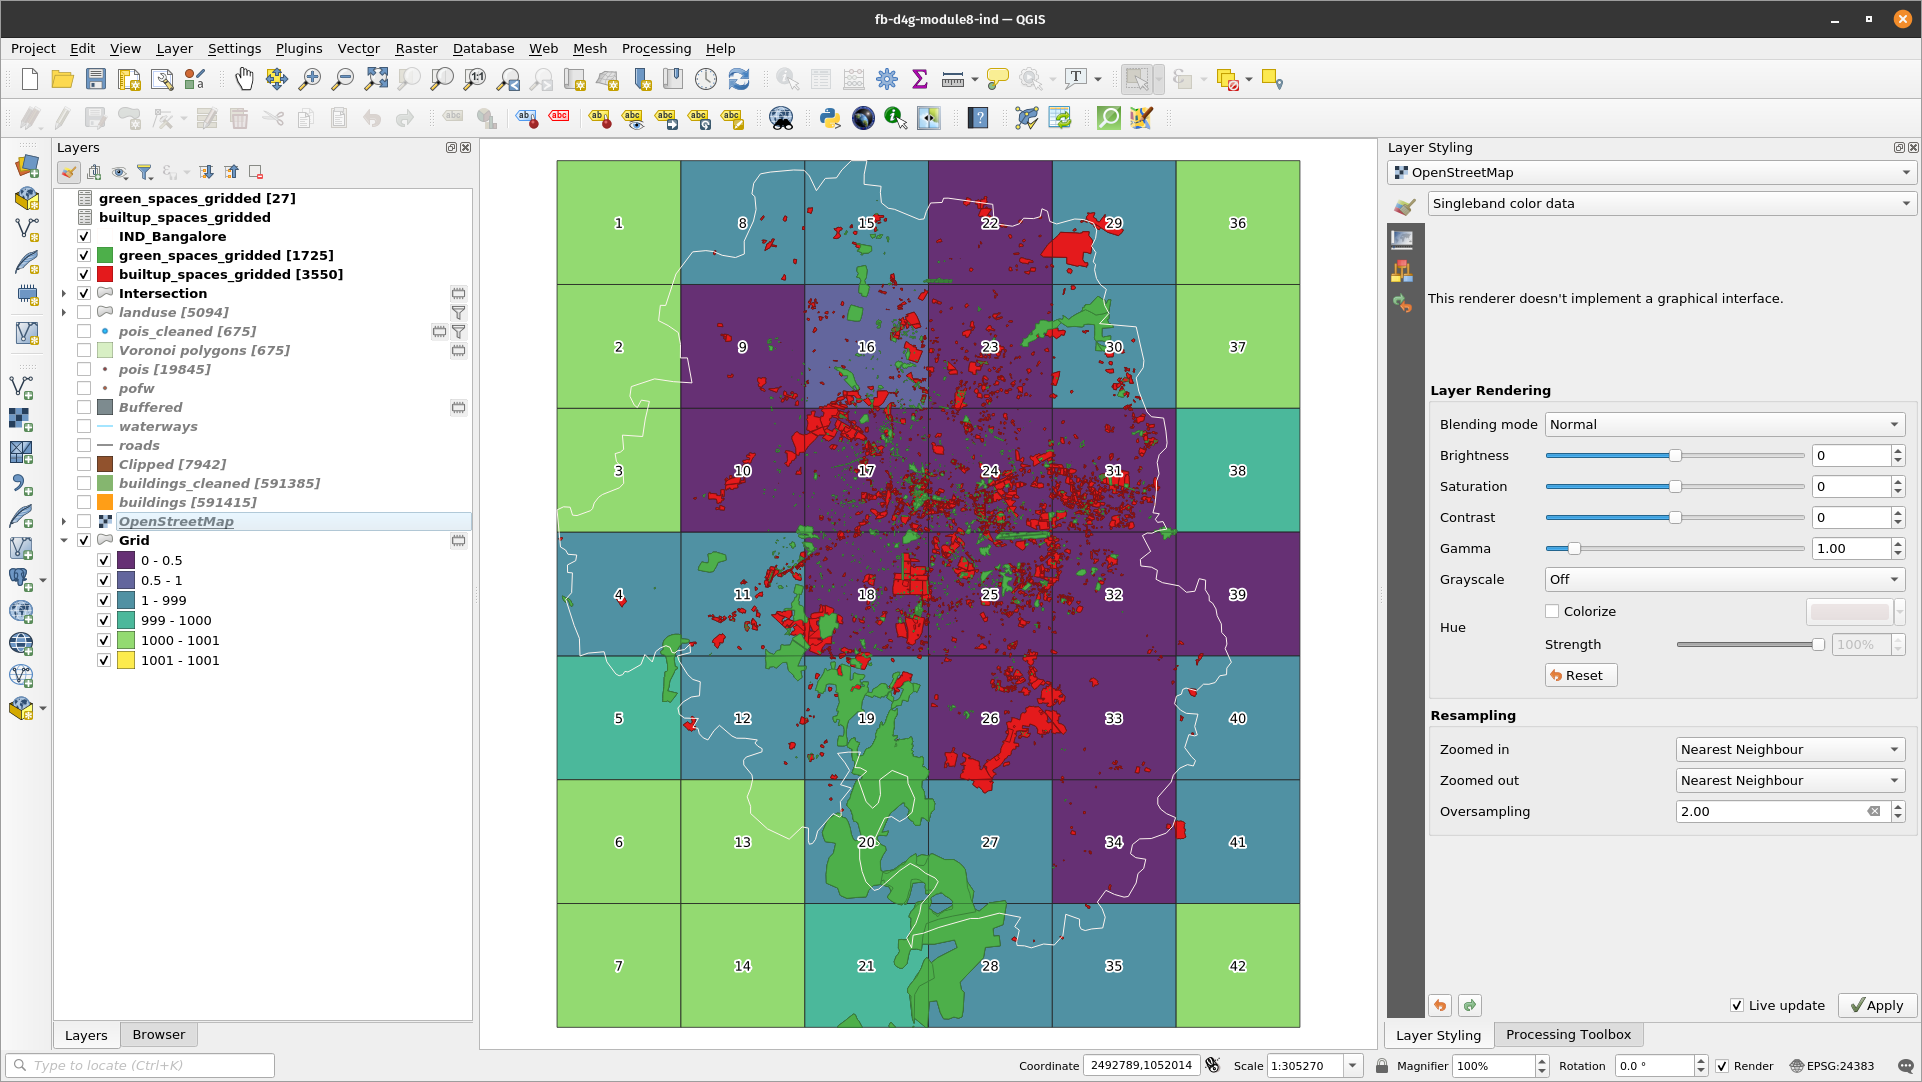 fb-d4g-module8-ind — QGIS
Project Edit View Layer Settings Plugins Vector Raster Database Web Mesh Processing Help
Layers
green_spaces_gridded [27]
builtup_spaces_gridded
IND_Bangalore
green_spaces_gridded [1725]
builtup_spaces_gridded [3550]
Intersection
landuse [5094]
pois_cleaned [675]
Voronoi polygons [675]
pois [19845]
pofw
Buffered
waterways
roads
Clipped [7942]
buildings_cleaned [591385]
buildings [591415]
OpenStreetMap
Grid
0 - 0.5
0.5 - 1
1 - 999
999 - 1000
1000 - 1001
1001 - 1001
Layers Browser
1 8 15 22 29 36
2 9 16 23 30 37
3 10 17 24 31 38
4 11 18 25 32 39
5 12 19 26 33 40
6 13 20 27 34 41
7 14 21 28 35 42
Layer Styling
OpenStreetMap
Singleband color data
This renderer doesn't implement a graphical interface.
Layer Rendering
Blending mode Normal
Brightness 0
Saturation 0
Contrast 0
Gamma 1.00
Grayscale Off
Hue
Colorize
Strength 100%
Reset
Resampling
Zoomed in Nearest Neighbour
Zoomed out Nearest Neighbour
Oversampling 2.00
Live update Apply
Layer Styling Processing Toolbox
Type to locate (Ctrl+K)
Coordinate 2492789,1052014 Scale 1:305270 Magnifier 100% Rotation 0.0 ° Render EPSG:24383